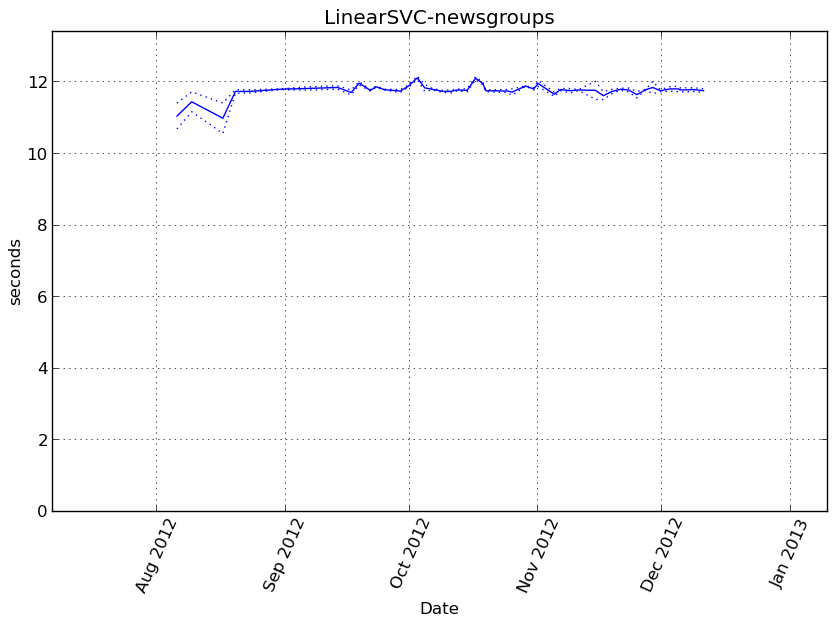 LinearSVC-newsgroups
12
10
8
6
4
2
0
seconds
Aug 2012
Sep 2012
Oct 2012
Nov 2012
Dec 2012
Jan 2013
Date